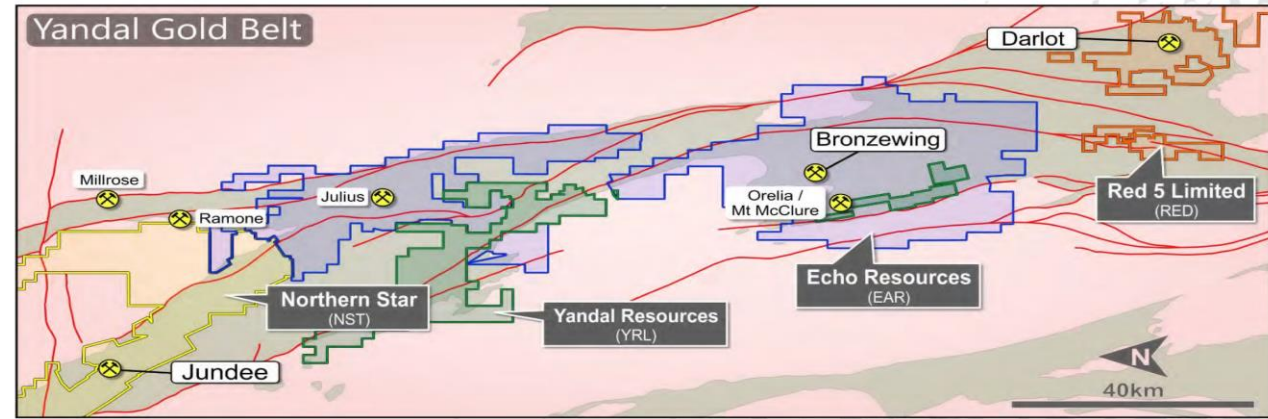 Yandal Gold Belt
Darlot
Bronzewing
Millrose
Julius
Ramone
Orelia /
Mt McClure
Red 5 Limited
(RED)
Echo Resources
(EAR)
Northern Star
(NST)
Yandal Resources
(YRL)
Jundee
N
40km